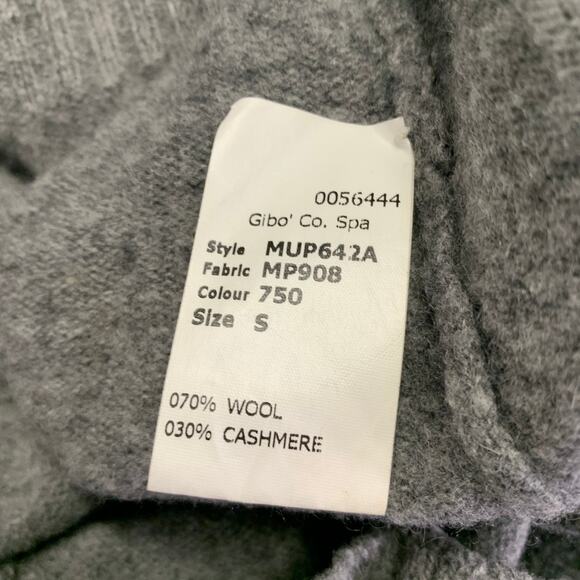 0056444
Gibo' Co. Spa
Style MUP642A
Fabric MP908
Colour 750
Size S
070% WOOL
030% CASHMERE